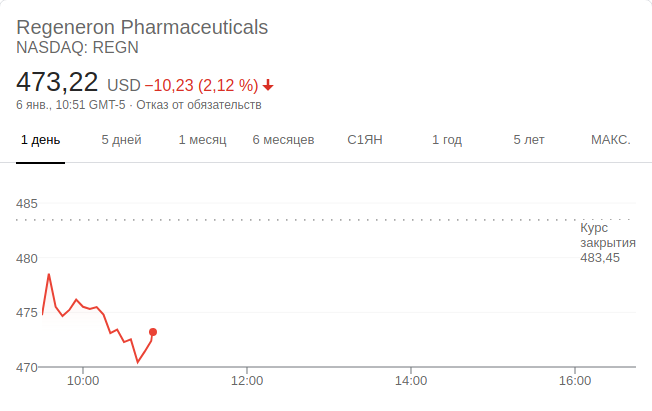 Regeneron Pharmaceuticals
NASDAQ: REGN
473,22 USD −10,23 (2,12 %)
6 янв., 10:51 GMT-5 · Отказ от обязательств
1 день 5 дней 1 месяц 6 месяцев С1ЯН 1 год 5 лет МАКС.
485
Курс
закрытия
483,45
480
475
470
10:00 12:00 14:00 16:00